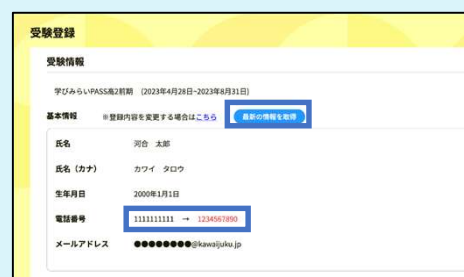 受験登録
受験情報
学びみらいPASS高2前期 (2023年4月28日~2023年8月31日)
基本情報 ※登録内容を変更する場合はこちら 最新の情報を取得
氏名 河合 太郎
氏名（カナ） カワイ タロウ
生年月日 2000年1月1日
電話番号 1111111111 → 1234567890
メールアドレス ●●●●●●●●@kawaijuku.jp